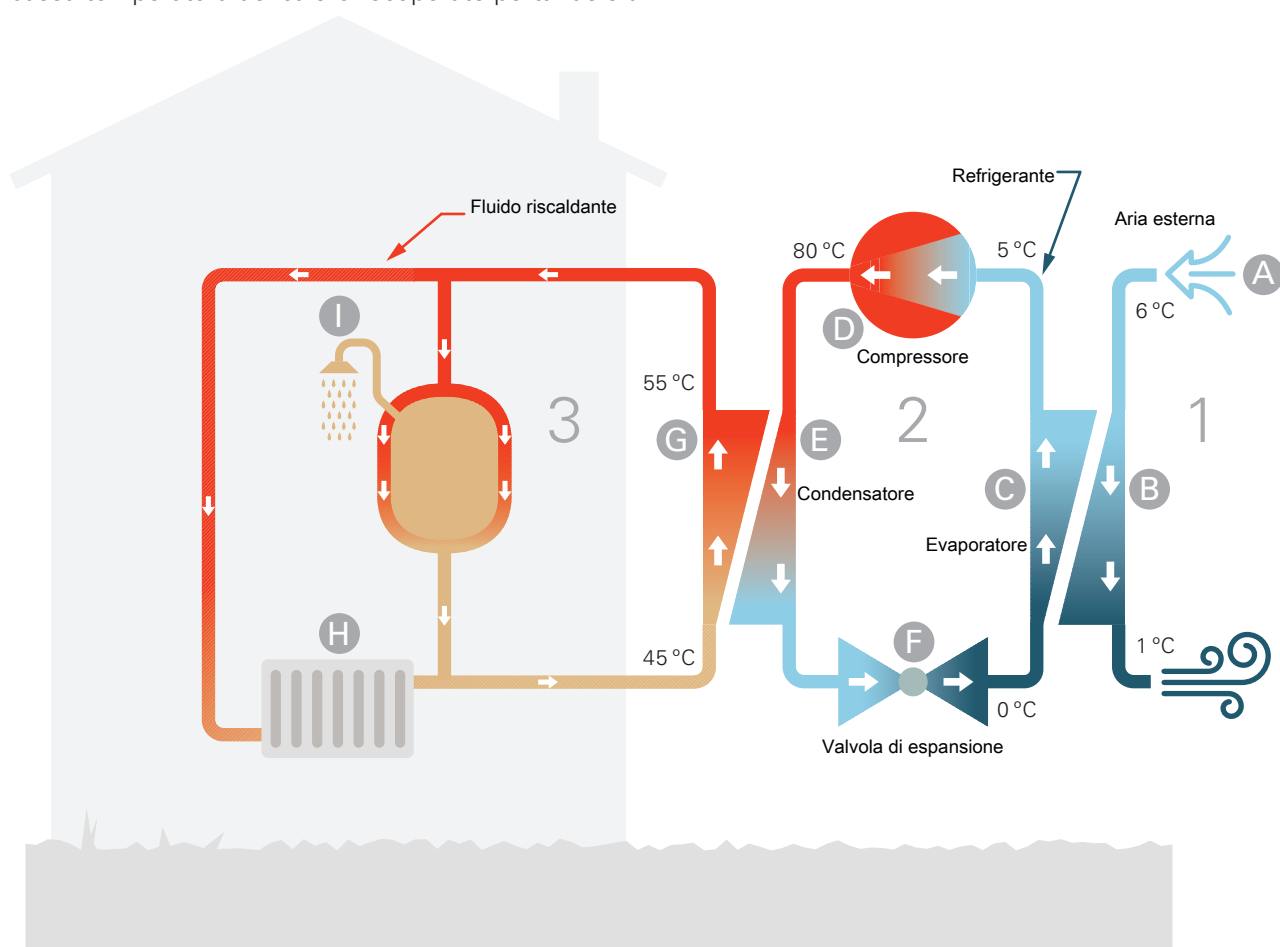 Refrigerante
Fluido riscaldante
Aria esterna
80 °C
5 °C
A
6 °C
I
D
Compressore
55 °C
3
2
1
G
E
Condensatore
C
B
Evaporatore
H
F
45 °C
1 °C
0 °C
Valvola di espansione